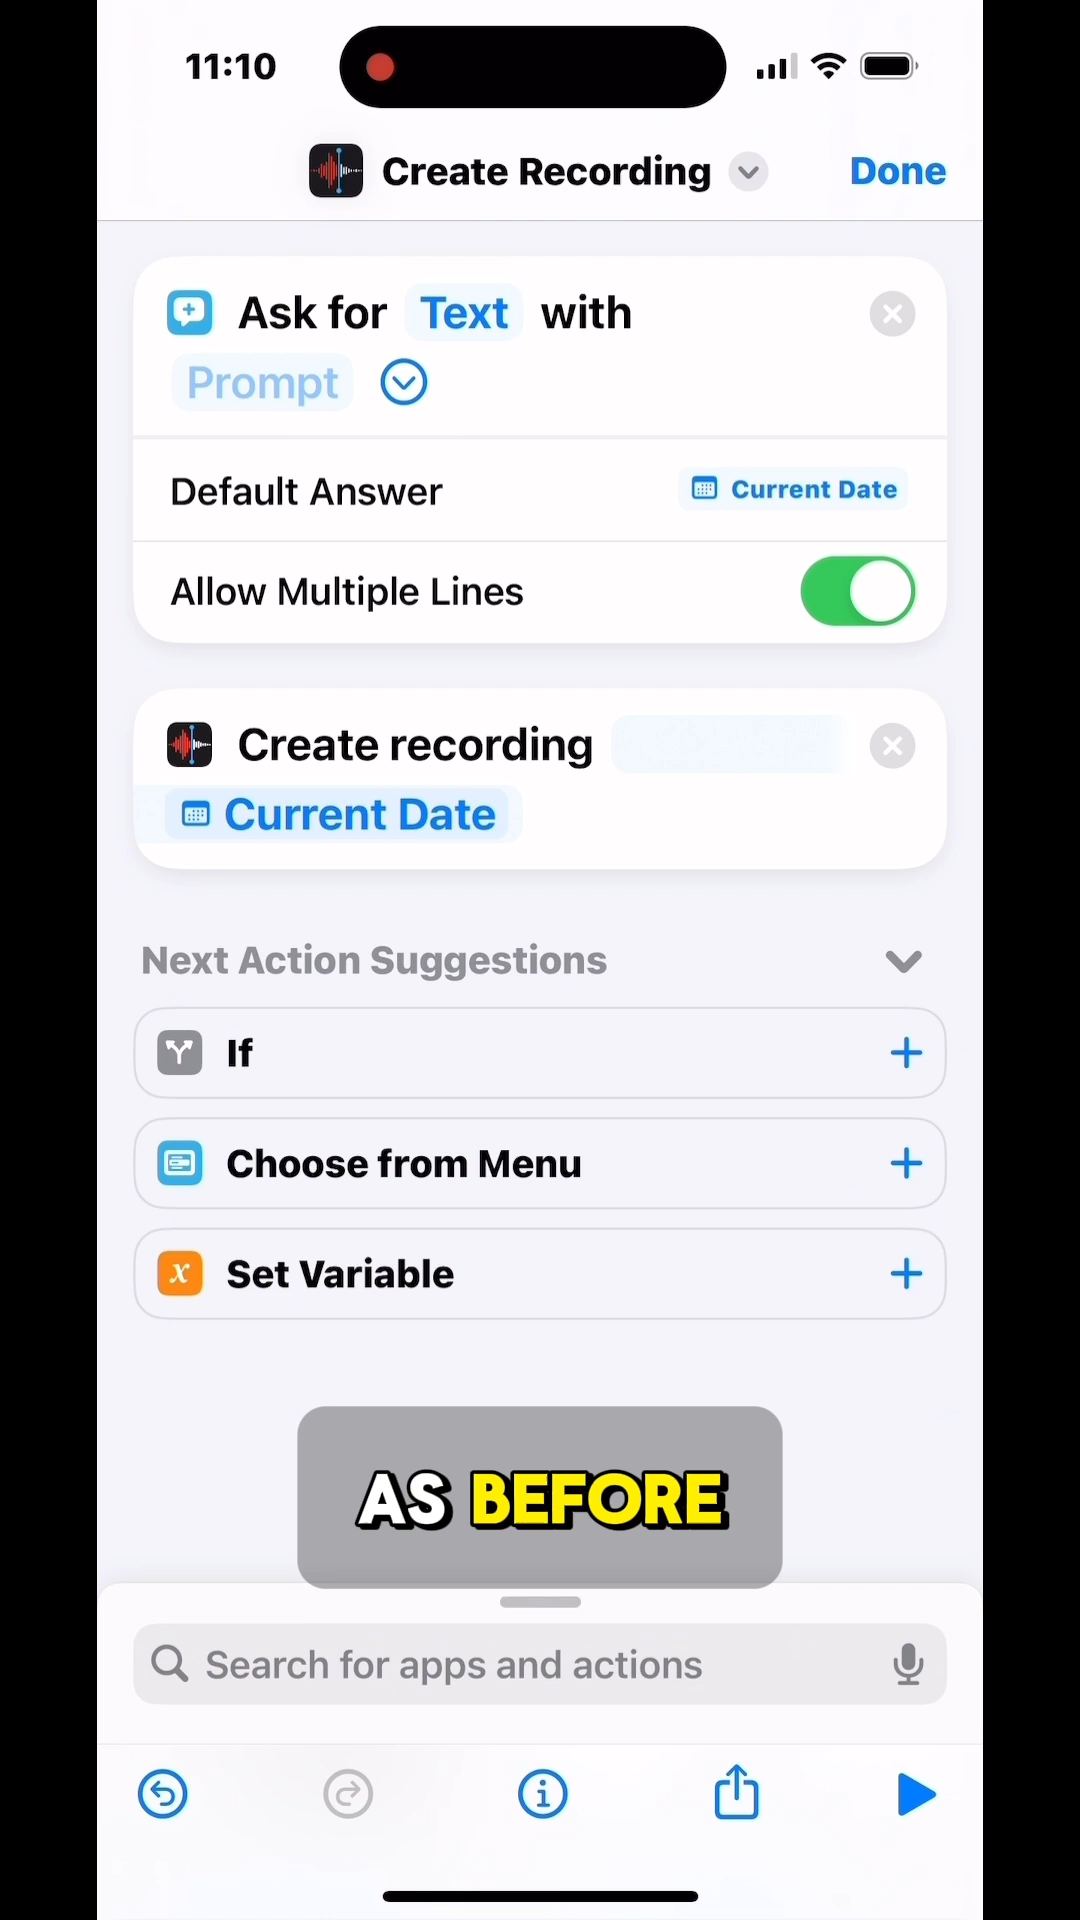 11:10
Create Recording
Done
Ask for Text with
Prompt
Default Answer
Current Date
Allow Multiple Lines
Create recording
Current Date
Next Action Suggestions
If
Choose from Menu
x Set Variable
AS BEFORE
Search for apps and actions